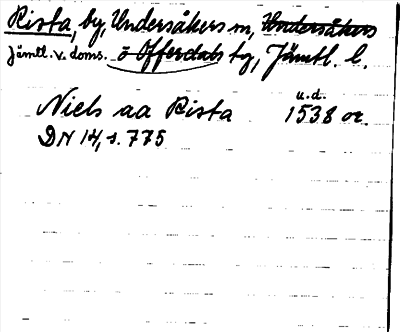 Rista, by, Undersåkers sn, Undersåkers
Jämtl. v. doms. o Offerdals tg, Jämtl. l.
u.d.
Niels aa Rista 1538 or.
DN 14, s. 775